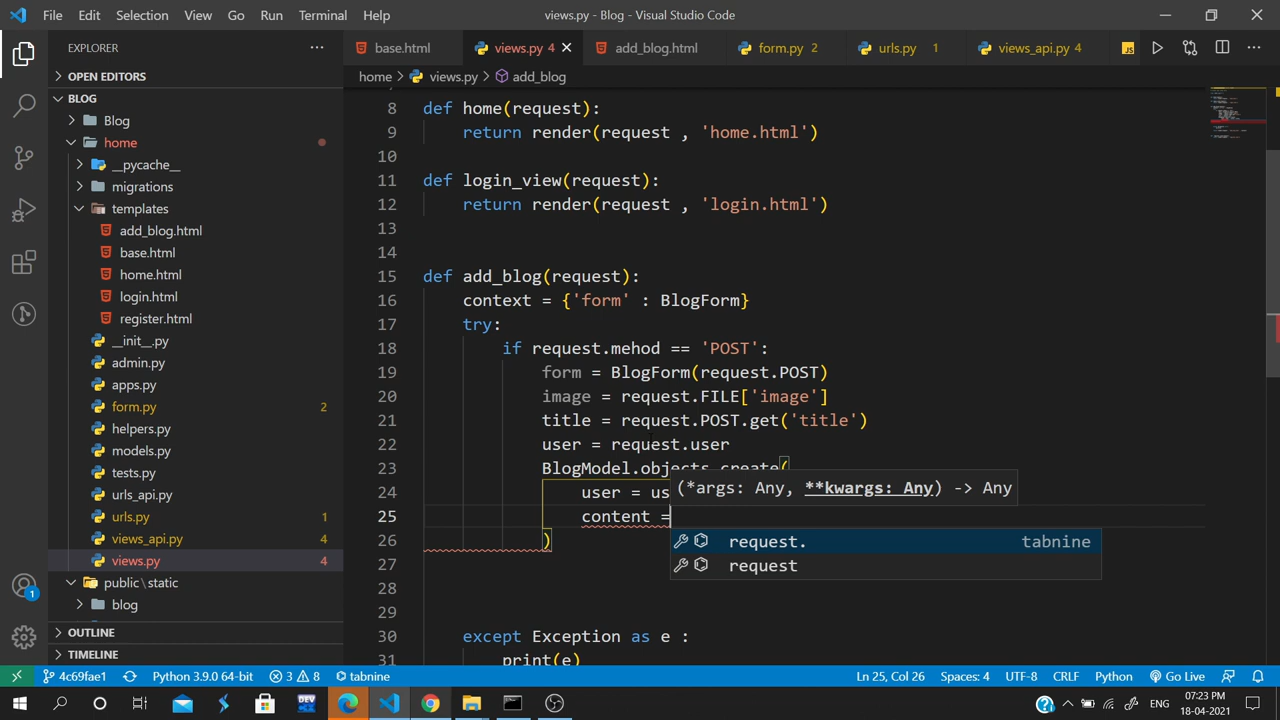 File Edit Selection View Go Run Terminal Help views.py - Blog - Visual Studio Code
EXPLORER
OPEN EDITORS
BLOG
Blog
home
__pycache__
migrations
templates
add_blog.html
base.html
home.html
login.html
register.html
__init__.py
admin.py
apps.py
form.py 2
helpers.py
models.py
tests.py
urls_api.py
urls.py 1
views_api.py 4
views.py 4
public\static
blog
OUTLINE
TIMELINE
base.html views.py 4 add_blog.html form.py 2 urls.py 1 views_api.py 4 JS
home > views.py > add_blog
8 def home(request):
9 return render(request , 'home.html')
10
11 def login_view(request):
12 return render(request , 'login.html')
13
14
15 def add_blog(request):
16 context = {'form' : BlogForm}
17 try:
18 if request.mehod == 'POST':
19 form = BlogForm(request.POST)
20 image = request.FILE['image']
21 title = request.POST.get('title')
22 user = request.user
23 BlogModel.objects.create(
24 user = us
(*args: Any, **kwargs: Any) -> Any
25 content =
26 )
request. tabnine
request
27
28
29
30 except Exception as e :
31 print(e)
4c69fae1 Python 3.9.0 64-bit 3 8 tabnine Ln 25, Col 26 Spaces: 4 UTF-8 CRLF Python Go Live
1
DEV
ENG
07:23 PM
18-04-2021